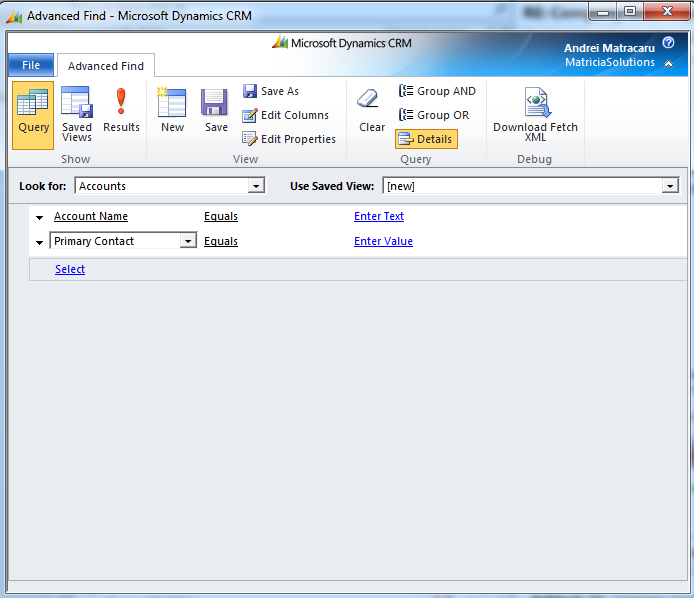 Advanced Find - Microsoft Dynamics CRM
Microsoft Dynamics CRM
Andrei Matracaru
MatriciaSolutions
File
Advanced Find
Query
Saved Views
Results
Show
New
Save
Save As
Edit Columns
Edit Properties
View
Clear
Group AND
Group OR
Details
Query
Download Fetch XML
Debug
Look for: Accounts
Use Saved View: [new]
Account Name Equals Enter Text
Primary Contact Equals Enter Value
Select